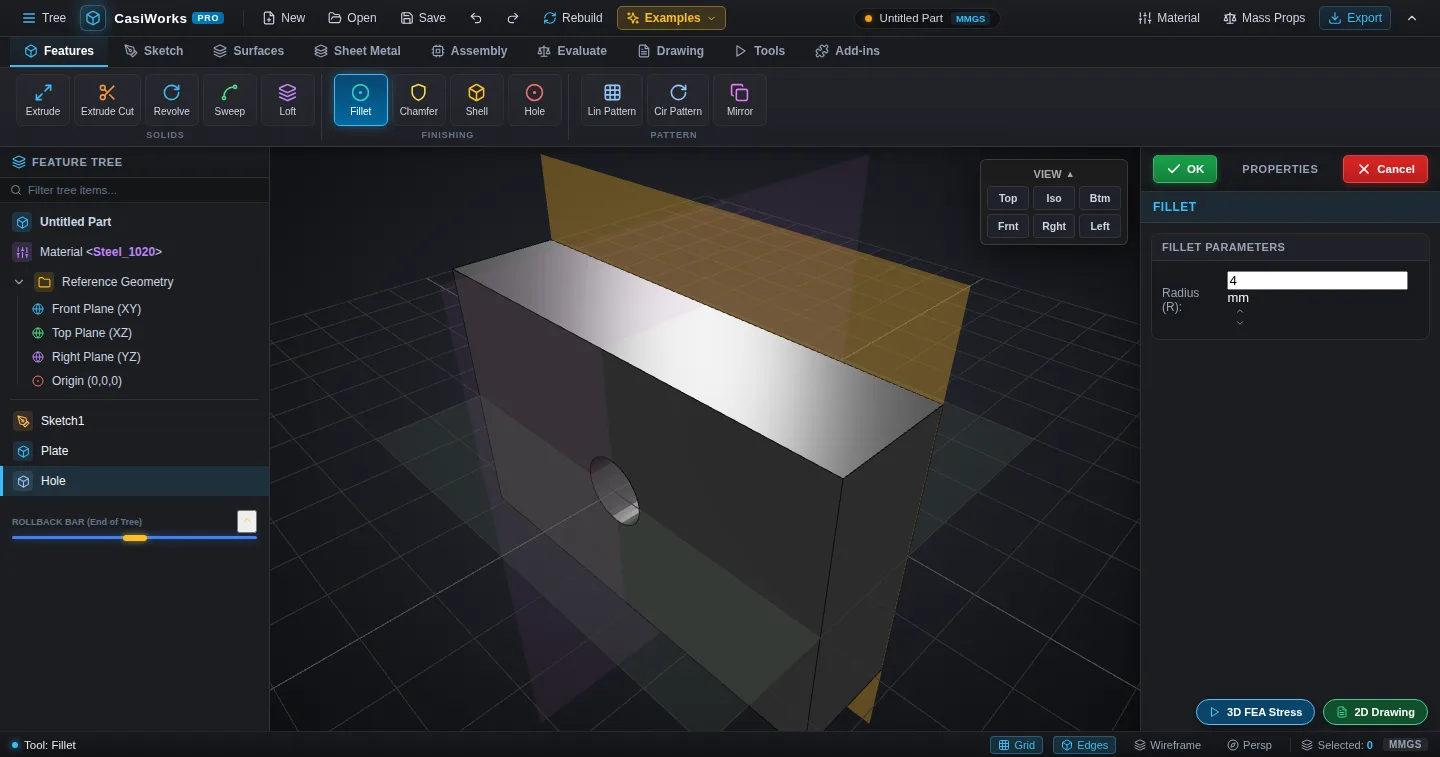 Tree CasiWorks PRO New Open Save Rebuild Examples Untitled Part MMGS Material Mass Props Export
Features Sketch Surfaces Sheet Metal Assembly Evaluate Drawing Tools Add-ins
Extrude Extrude Cut Revolve Sweep Loft Fillet Chamfer Shell Hole Lin Pattern Cir Pattern Mirror
SOLIDS FINISHING PATTERN
FEATURE TREE
Filter tree items...
Untitled Part
Material <Steel_1020>
Reference Geometry
Front Plane (XY)
Top Plane (XZ)
Right Plane (YZ)
Origin (0,0,0)
Sketch1
Plate
Hole
ROLLBACK BAR (End of Tree)
VIEW ▲
Top Iso Btm
Frnt Rght Left
OK PROPERTIES Cancel
FILLET
FILLET PARAMETERS
Radius (R): 4 mm
3D FEA Stress 2D Drawing
Tool: Fillet Grid Edges Wireframe Persp Selected: 0 MMGS